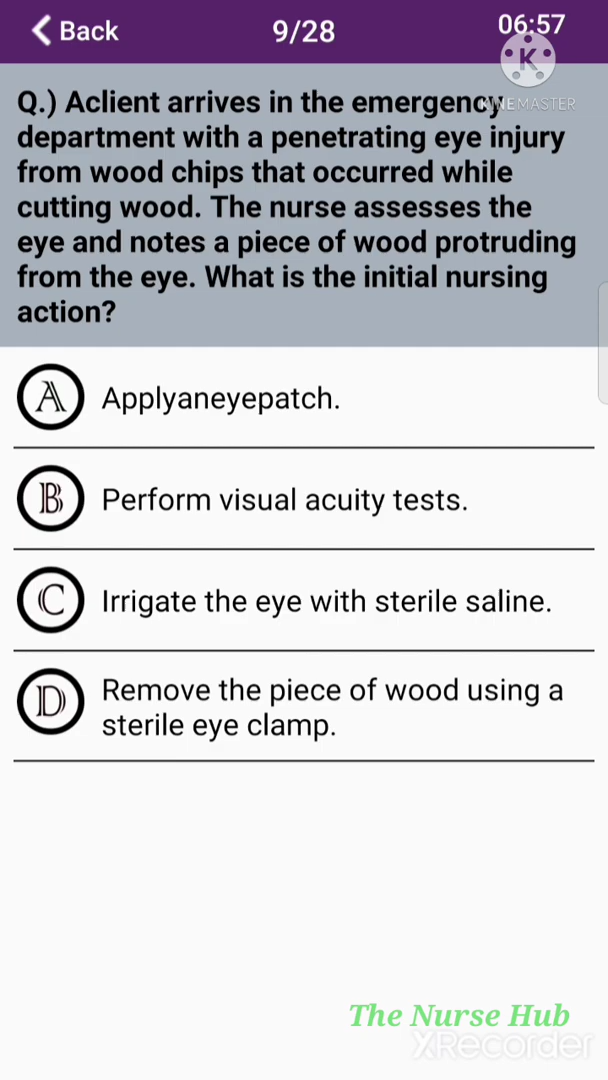 Back
9/28
06:57
K
KINEMASTER
Q.) Aclient arrives in the emergency
department with a penetrating eye injury
from wood chips that occurred while
cutting wood. The nurse assesses the
eye and notes a piece of wood protruding
from the eye. What is the initial nursing
action?
A Applyaneyepatch.
B Perform visual acuity tests.
C Irrigate the eye with sterile saline.
D Remove the piece of wood using a
sterile eye clamp.
The Nurse Hub
XRecorder